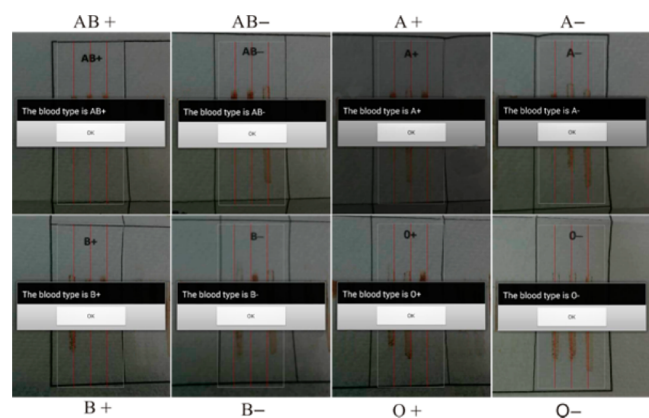 AB + AB− A + A−
AB+ AB− A+ A−
The blood type is AB+ The blood type is AB- The blood type is A+ The blood type is A-
OK OK OK OK
B+ B− O+ O−
The blood type is B+ The blood type is B- The blood type is O+ The blood type is O-
OK OK OK OK
B + B− O + O−